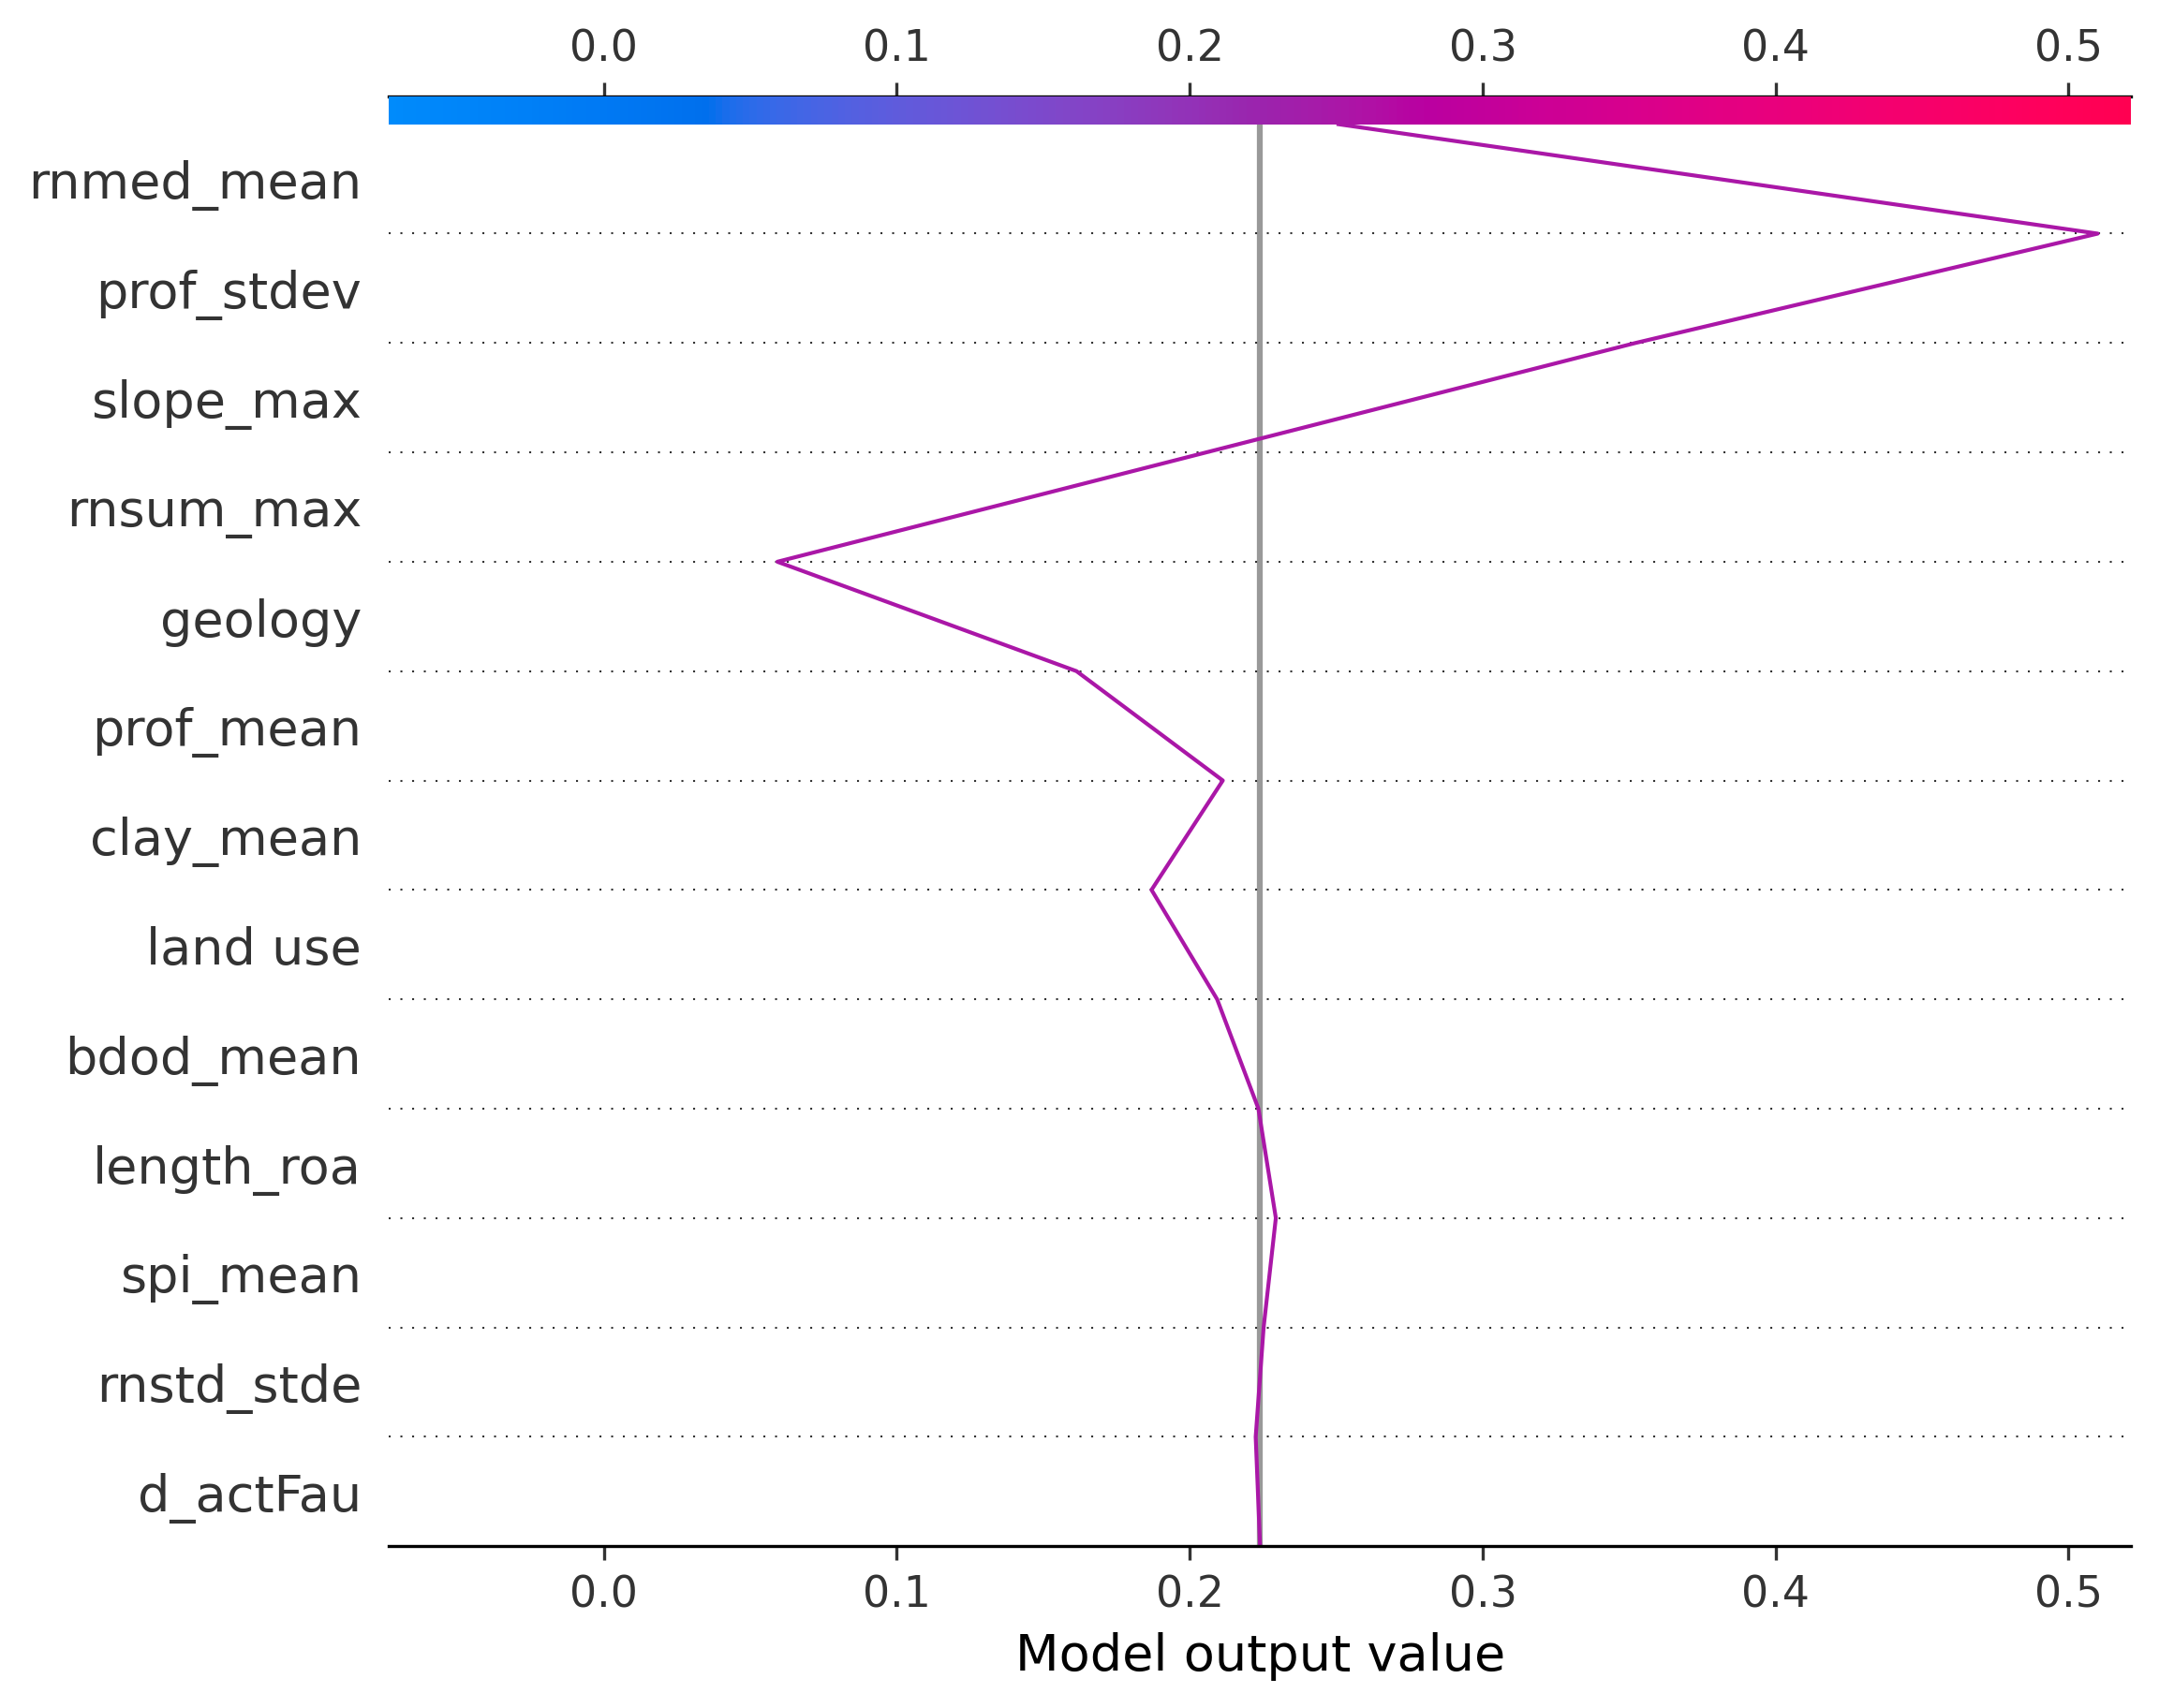 0.0 0.1 0.2 0.3 0.4 0.5
rnmed_mean
prof_stdev
slope_max
rnsum_max
geology
prof_mean
clay_mean
land use
bdod_mean
length_roa
spi_mean
rnstd_stde
d_actFau
0.0 0.1 0.2 0.3 0.4 0.5
Model output value